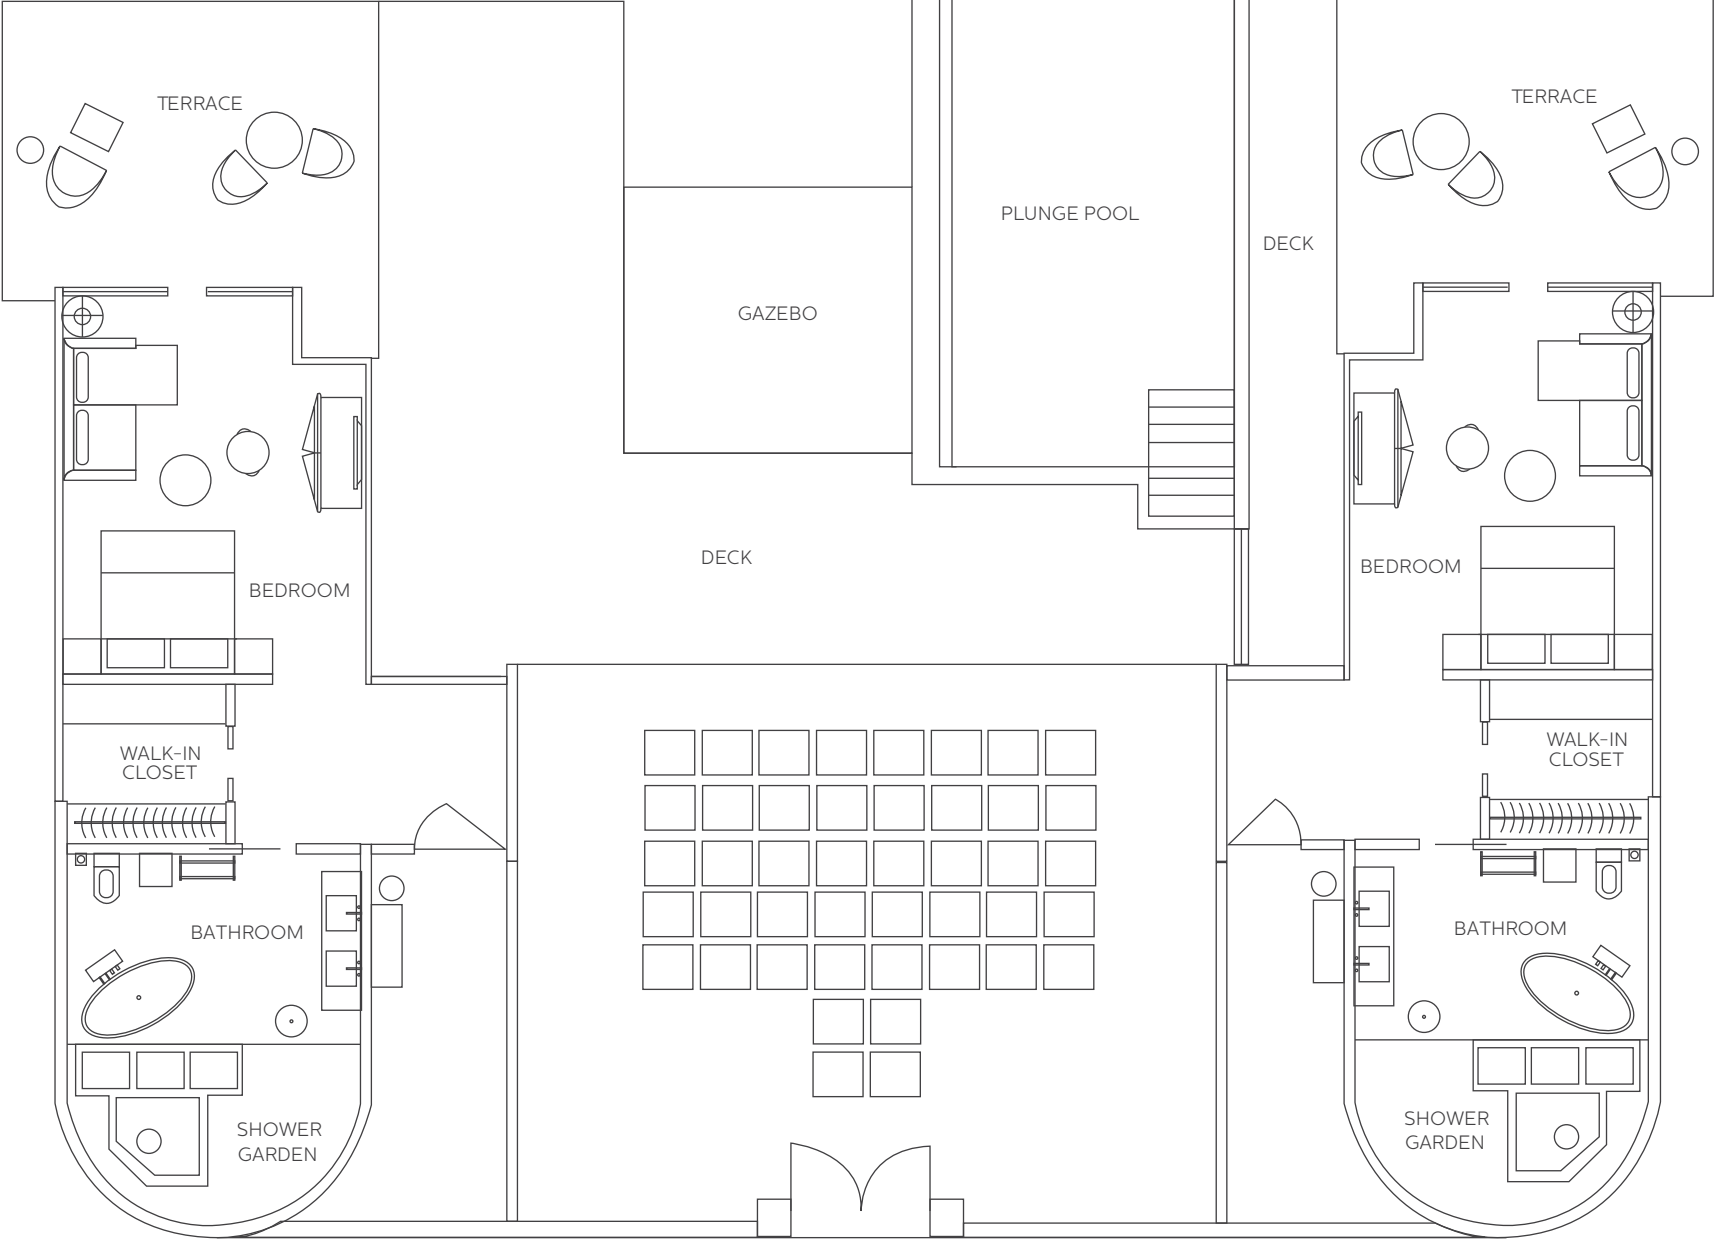 TERRACE
TERRACE
PLUNGE POOL
DECK
GAZEBO
DECK
BEDROOM
BEDROOM
WALK-IN
CLOSET
WALK-IN
CLOSET
BATHROOM
BATHROOM
SHOWER
GARDEN
SHOWER
GARDEN